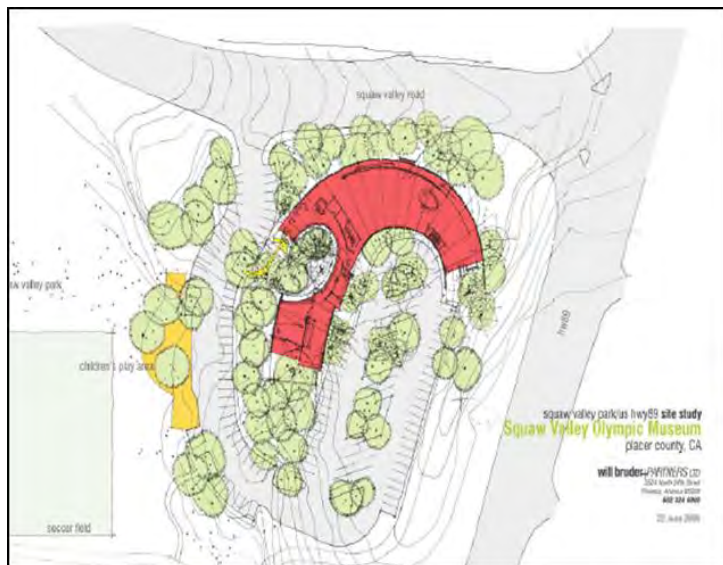 squaw valley road
aw valley park
children's play area
hwy89
soccer field
squaw valley park/us hwy89 site study
Squaw Valley Olympic Museum
placer county, CA
will bruder+PARTNERS LTD